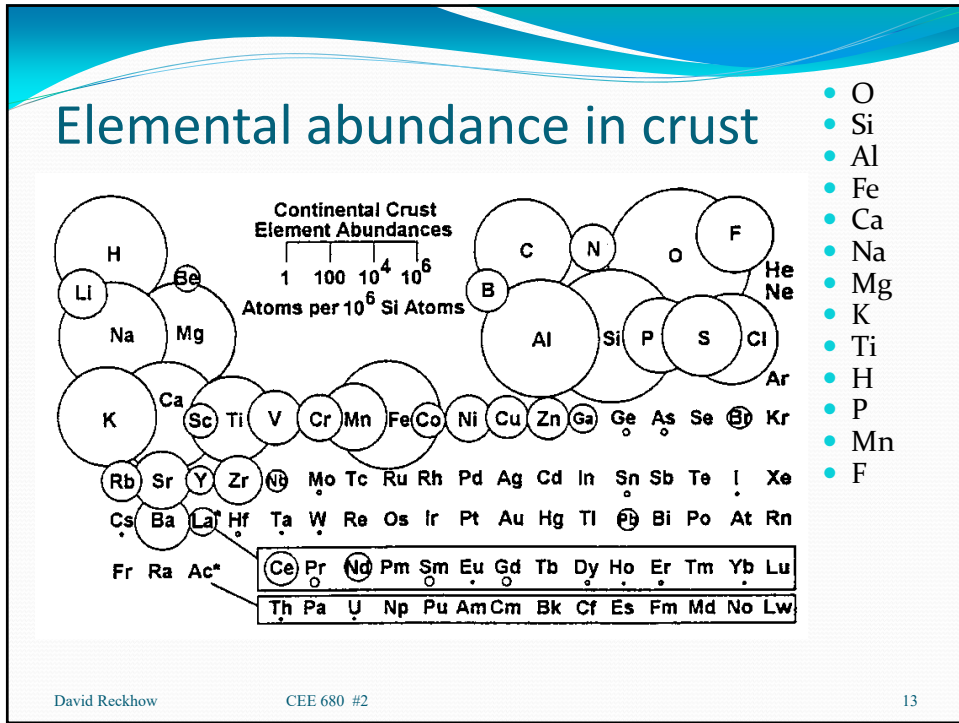 Elemental abundance in crust
Continental Crust
Element Abundances
1 100 10^4 10^6
Atoms per 10^6 Si Atoms
H C N O F He
Li Be B Ne
Na Mg Al Si P S Cl
Ar
K Ca Sc Ti V Cr Mn Fe Co Ni Cu Zn Ga Ge As Se Br Kr
Rb Sr Y Zr Nb Mo Tc Ru Rh Pd Ag Cd In Sn Sb Te I Xe
Cs Ba La* Hf Ta W Re Os Ir Pt Au Hg Tl Pb Bi Po At Rn
Fr Ra Ac* Ce Pr Nd Pm Sm Eu Gd Tb Dy Ho Er Tm Yb Lu
Th Pa U Np Pu Am Cm Bk Cf Es Fm Md No Lw
• O
• Si
• Al
• Fe
• Ca
• Na
• Mg
• K
• Ti
• H
• P
• Mn
• F
David Reckhow CEE 680 #2 13